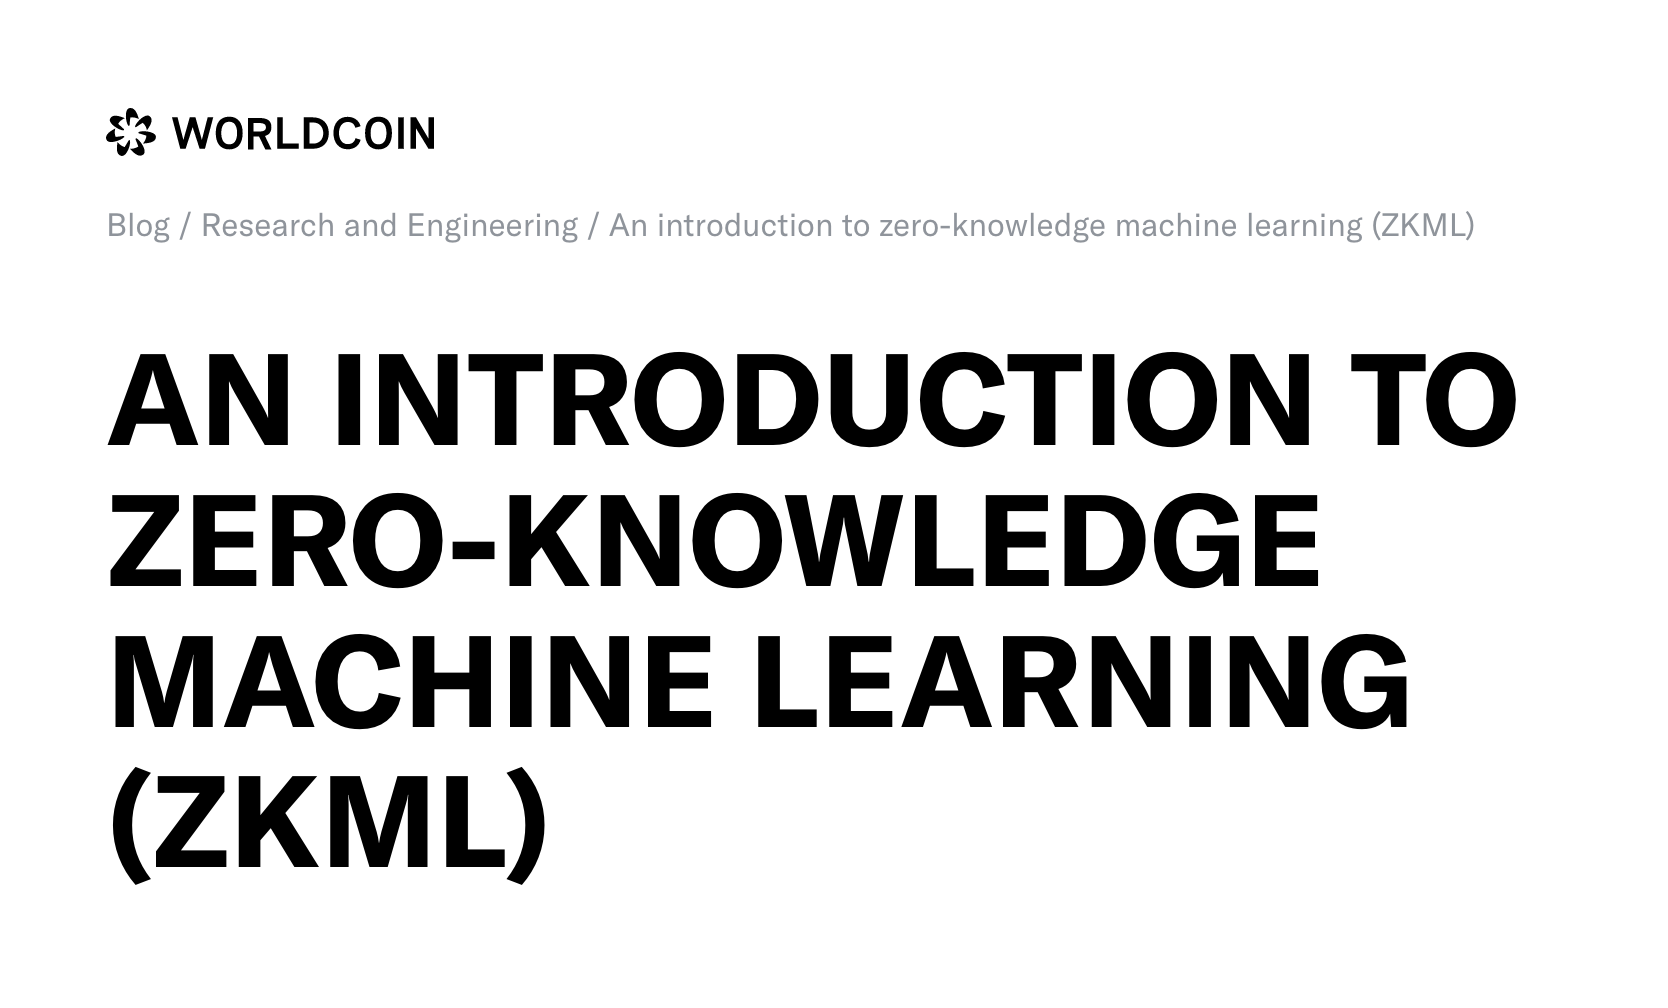 WORLDCOIN
Blog / Research and Engineering / An introduction to zero-knowledge machine learning (ZKML)
AN INTRODUCTION TO
ZERO-KNOWLEDGE
MACHINE LEARNING
(ZKML)